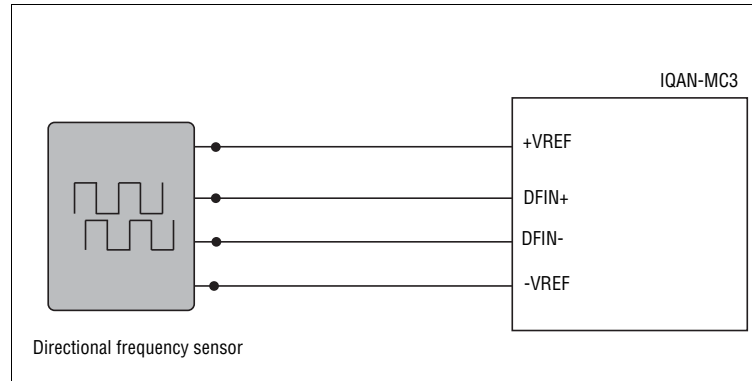 IQAN-MC3
+VREF
DFIN+
DFIN-
-VREF
Directional frequency sensor